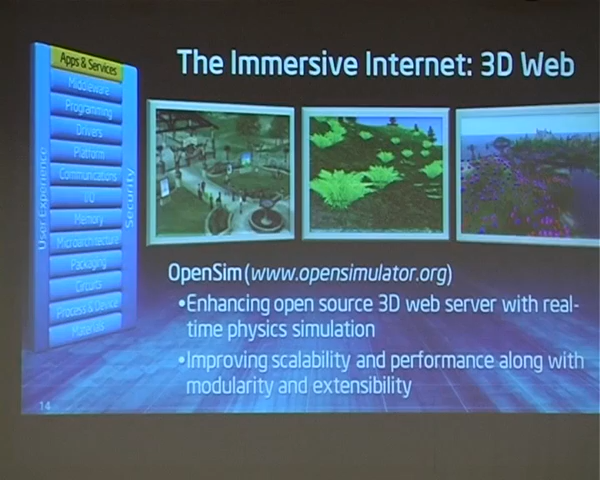 The Immersive Internet: 3D Web
Apps & Services
Middleware
Programming
Drivers
Platform
Communications
I/O
Memory
Microarchitecture
Packaging
Circuits
Process & Device
Materials
User Experience
Security
OpenSim (www.opensimulator.org)
•Enhancing open source 3D web server with real-
time physics simulation
•Improving scalability and performance along with
modularity and extensibility
14